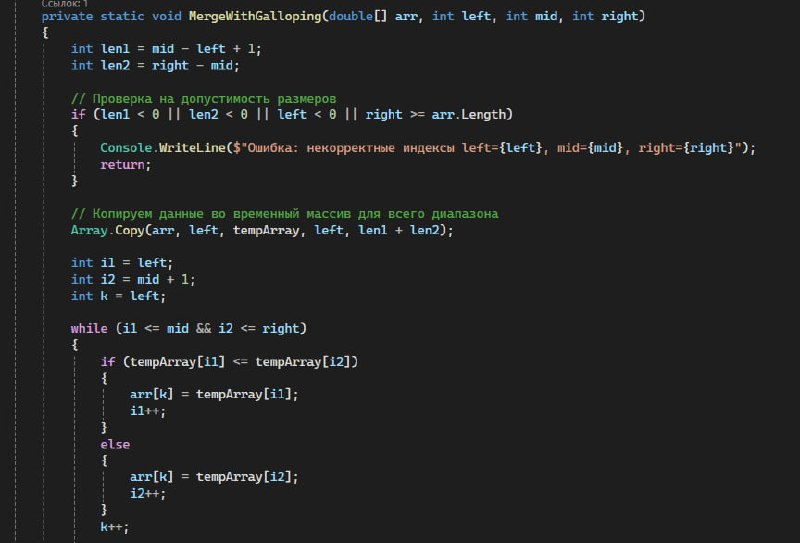 Ссылок: 1
private static void MergeWithGalloping(double[] arr, int left, int mid, int right)
{
int len1 = mid - left + 1;
int len2 = right - mid;
// Проверка на допустимость размеров
if (len1 < 0 || len2 < 0 || left < 0 || right >= arr.Length)
{
Console.WriteLine($"Ошибка: некорректные индексы left={left}, mid={mid}, right={right}");
return;
}
// Копируем данные во временный массив для всего диапазона
Array.Copy(arr, left, tempArray, left, len1 + len2);
int i1 = left;
int i2 = mid + 1;
int k = left;
while (i1 <= mid && i2 <= right)
{
if (tempArray[i1] <= tempArray[i2])
{
arr[k] = tempArray[i1];
i1++;
}
else
{
arr[k] = tempArray[i2];
i2++;
}
k++;